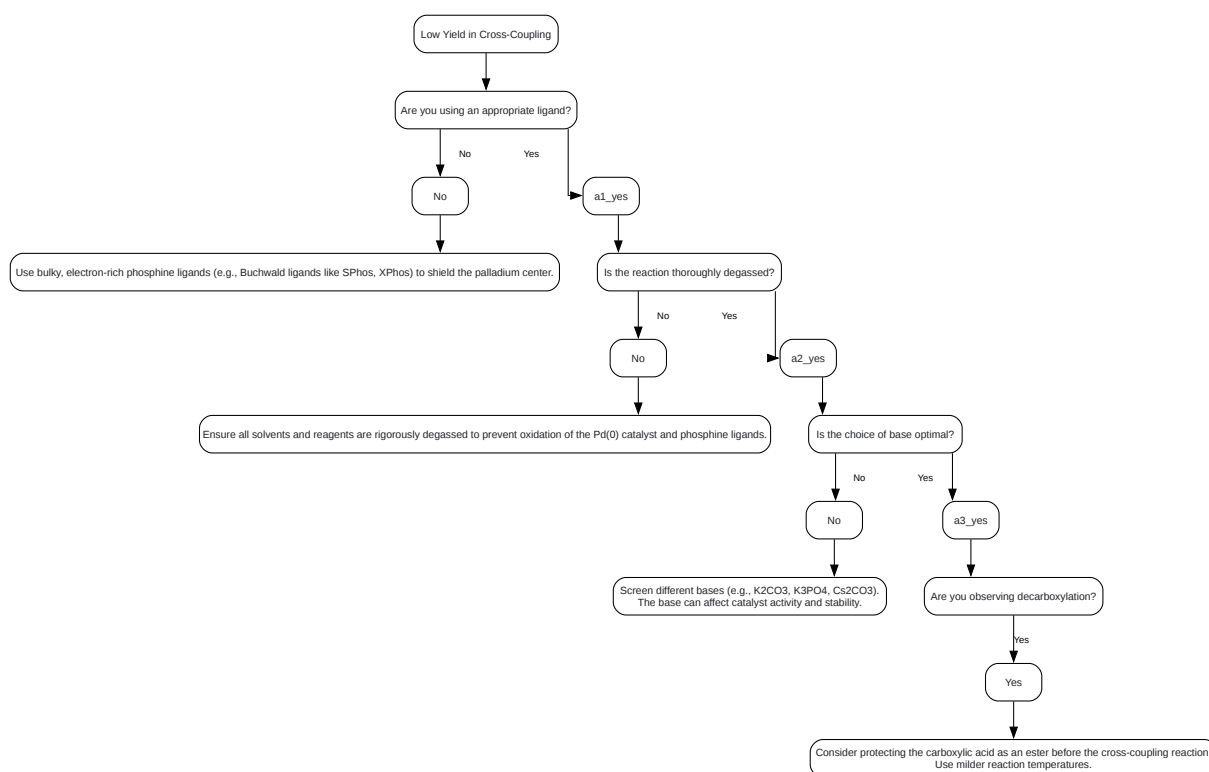 Low Yield in Cross-Coupling
Are you using an appropriate ligand?
No
Yes
No
a1_yes
Use bulky, electron-rich phosphine ligands (e.g., Buchwald ligands like SPhos, XPhos) to shield the palladium center.
Is the reaction thoroughly degassed?
No
Yes
No
a2_yes
Ensure all solvents and reagents are rigorously degassed to prevent oxidation of the Pd(0) catalyst and phosphine ligands.
Is the choice of base optimal?
No
Yes
No
a3_yes
Screen different bases (e.g., K2CO3, K3PO4, Cs2CO3).
The base can affect catalyst activity and stability.
Are you observing decarboxylation?
Yes
Yes
Consider protecting the carboxylic acid as an ester before the cross-coupling reaction
Use milder reaction temperatures.